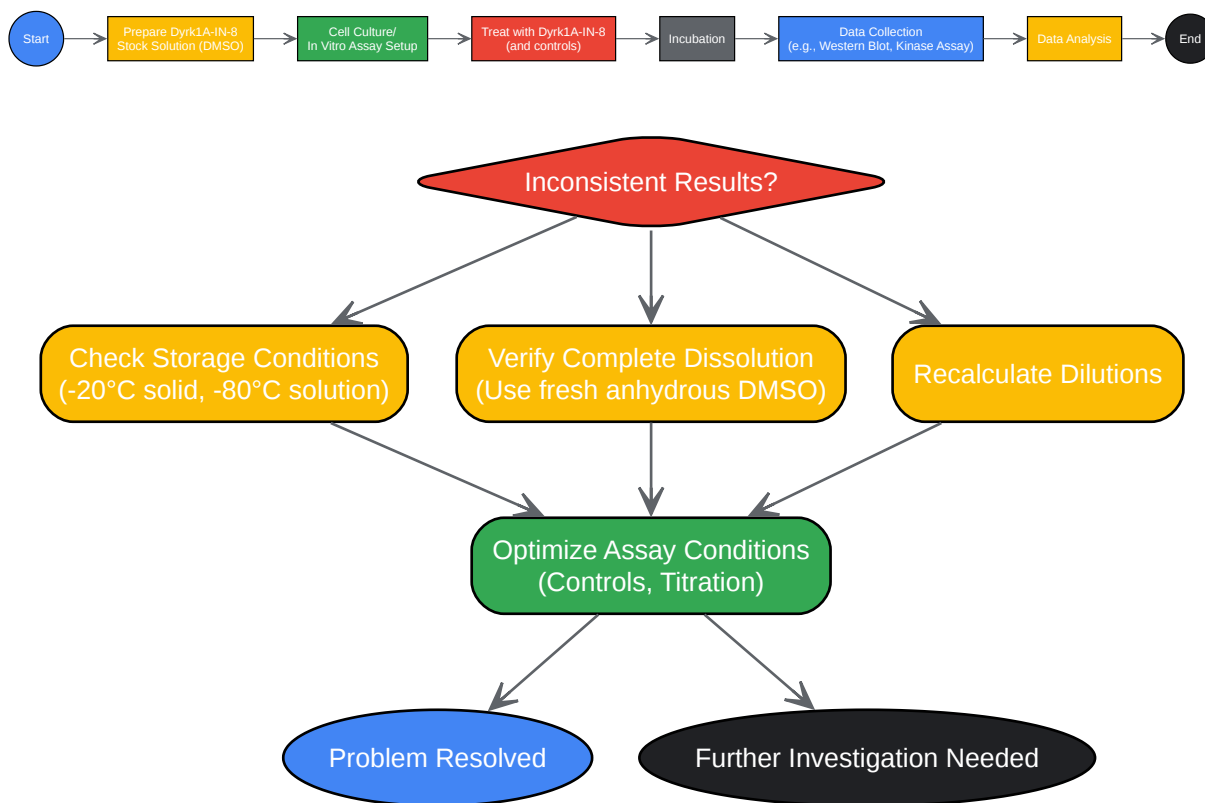 Start
Prepare Dyrk1A-IN-8
Stock Solution (DMSO)
Cell Culture/
In Vitro Assay Setup
Treat with Dyrk1A-IN-8
(and controls)
Incubation
Data Collection
(e.g., Western Blot, Kinase Assay)
Data Analysis
End
Inconsistent Results?
Check Storage Conditions
(-20°C solid, -80°C solution)
Verify Complete Dissolution
(Use fresh anhydrous DMSO)
Recalculate Dilutions
Optimize Assay Conditions
(Controls, Titration)
Problem Resolved
Further Investigation Needed